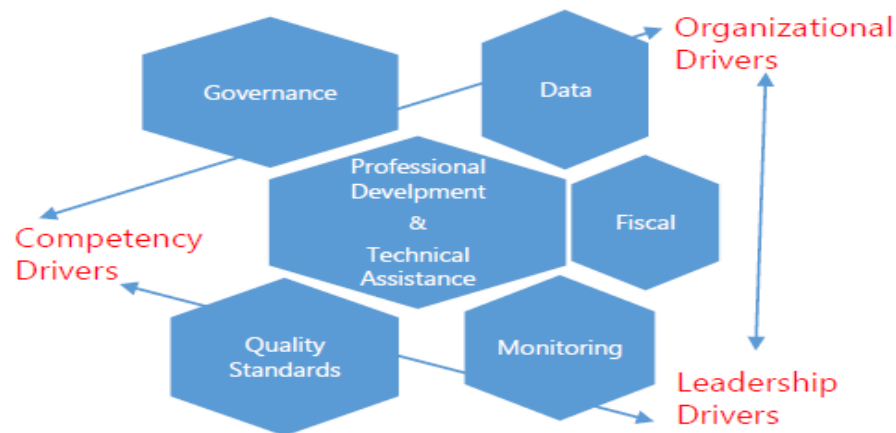 Organizational
Drivers
Governance
Data
Professional
Develpment
&
Technical
Assistance
Fiscal
Competency
Drivers
Quality
Standards
Monitoring
Leadership
Drivers